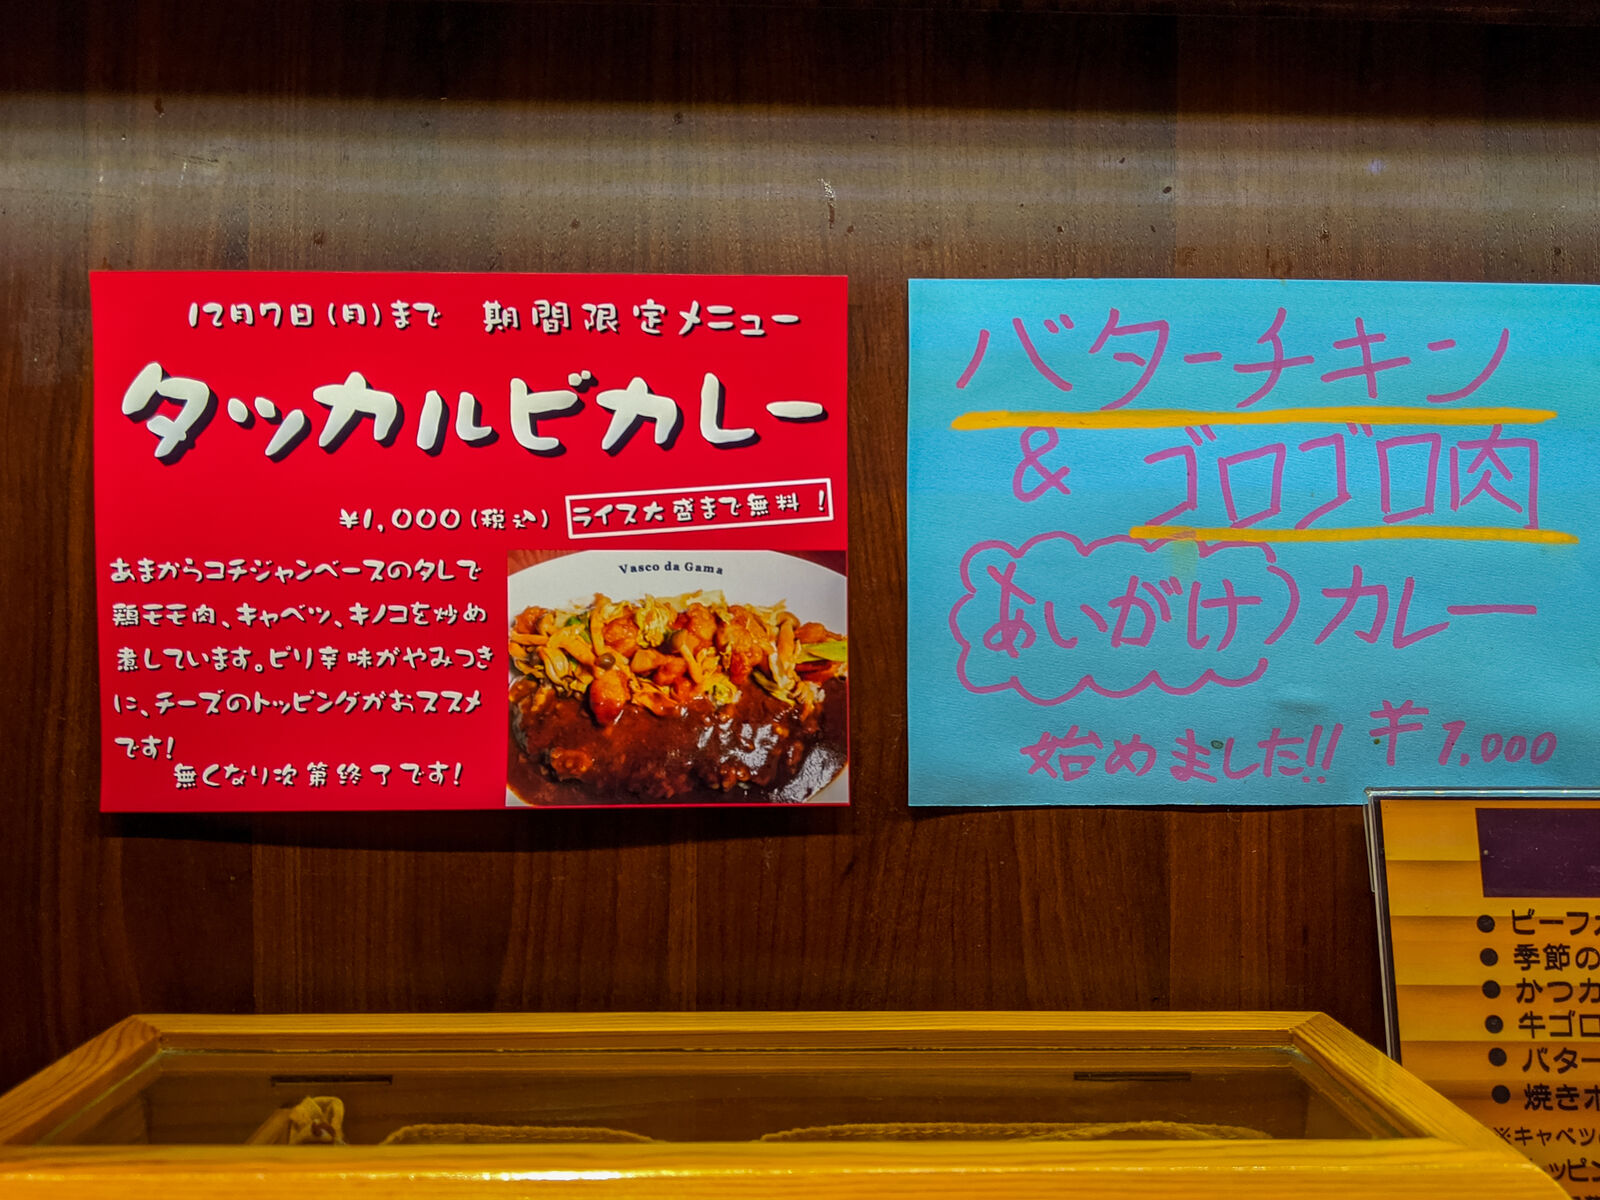 12月7日(月)まで 期間限定メニュー
タッカルビカレー
¥1,000(税込)
ライス大盛まで無料！
あまからコチジャンベースのタレで
鶏モモ肉、キャベツ、キノコを炒め
煮しています。ピリ辛味がやみつき
に、チーズのトッピングがおススメ
です!
無くなり次第終了です!
Vasco da Gama
バターチキン
& ゴロゴロ肉
あいがけ カレー
始めました!! ¥1,000
●ビーフカ
●季節の
●かつカ
●牛ゴロ
●バター
●焼きホ
※キャベツ
ッピン